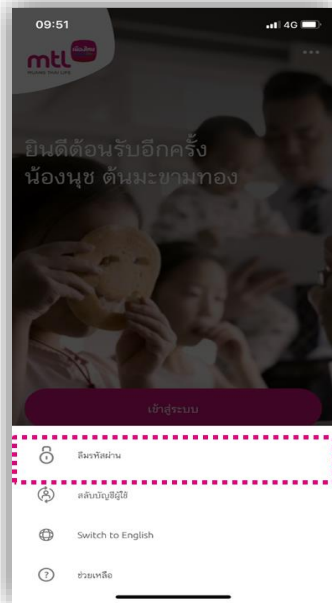 09:51
4G
mtl
เมืองไทยประกันชีวิต
MUANG THAI LIFE
ยินดีต้อนรับอีกครั้ง
น้องนุช ต้นมะขามทอง
เข้าสู่ระบบ
ลืมรหัสผ่าน
สลับบัญชีผู้ใช้
Switch to English
ช่วยเหลือ